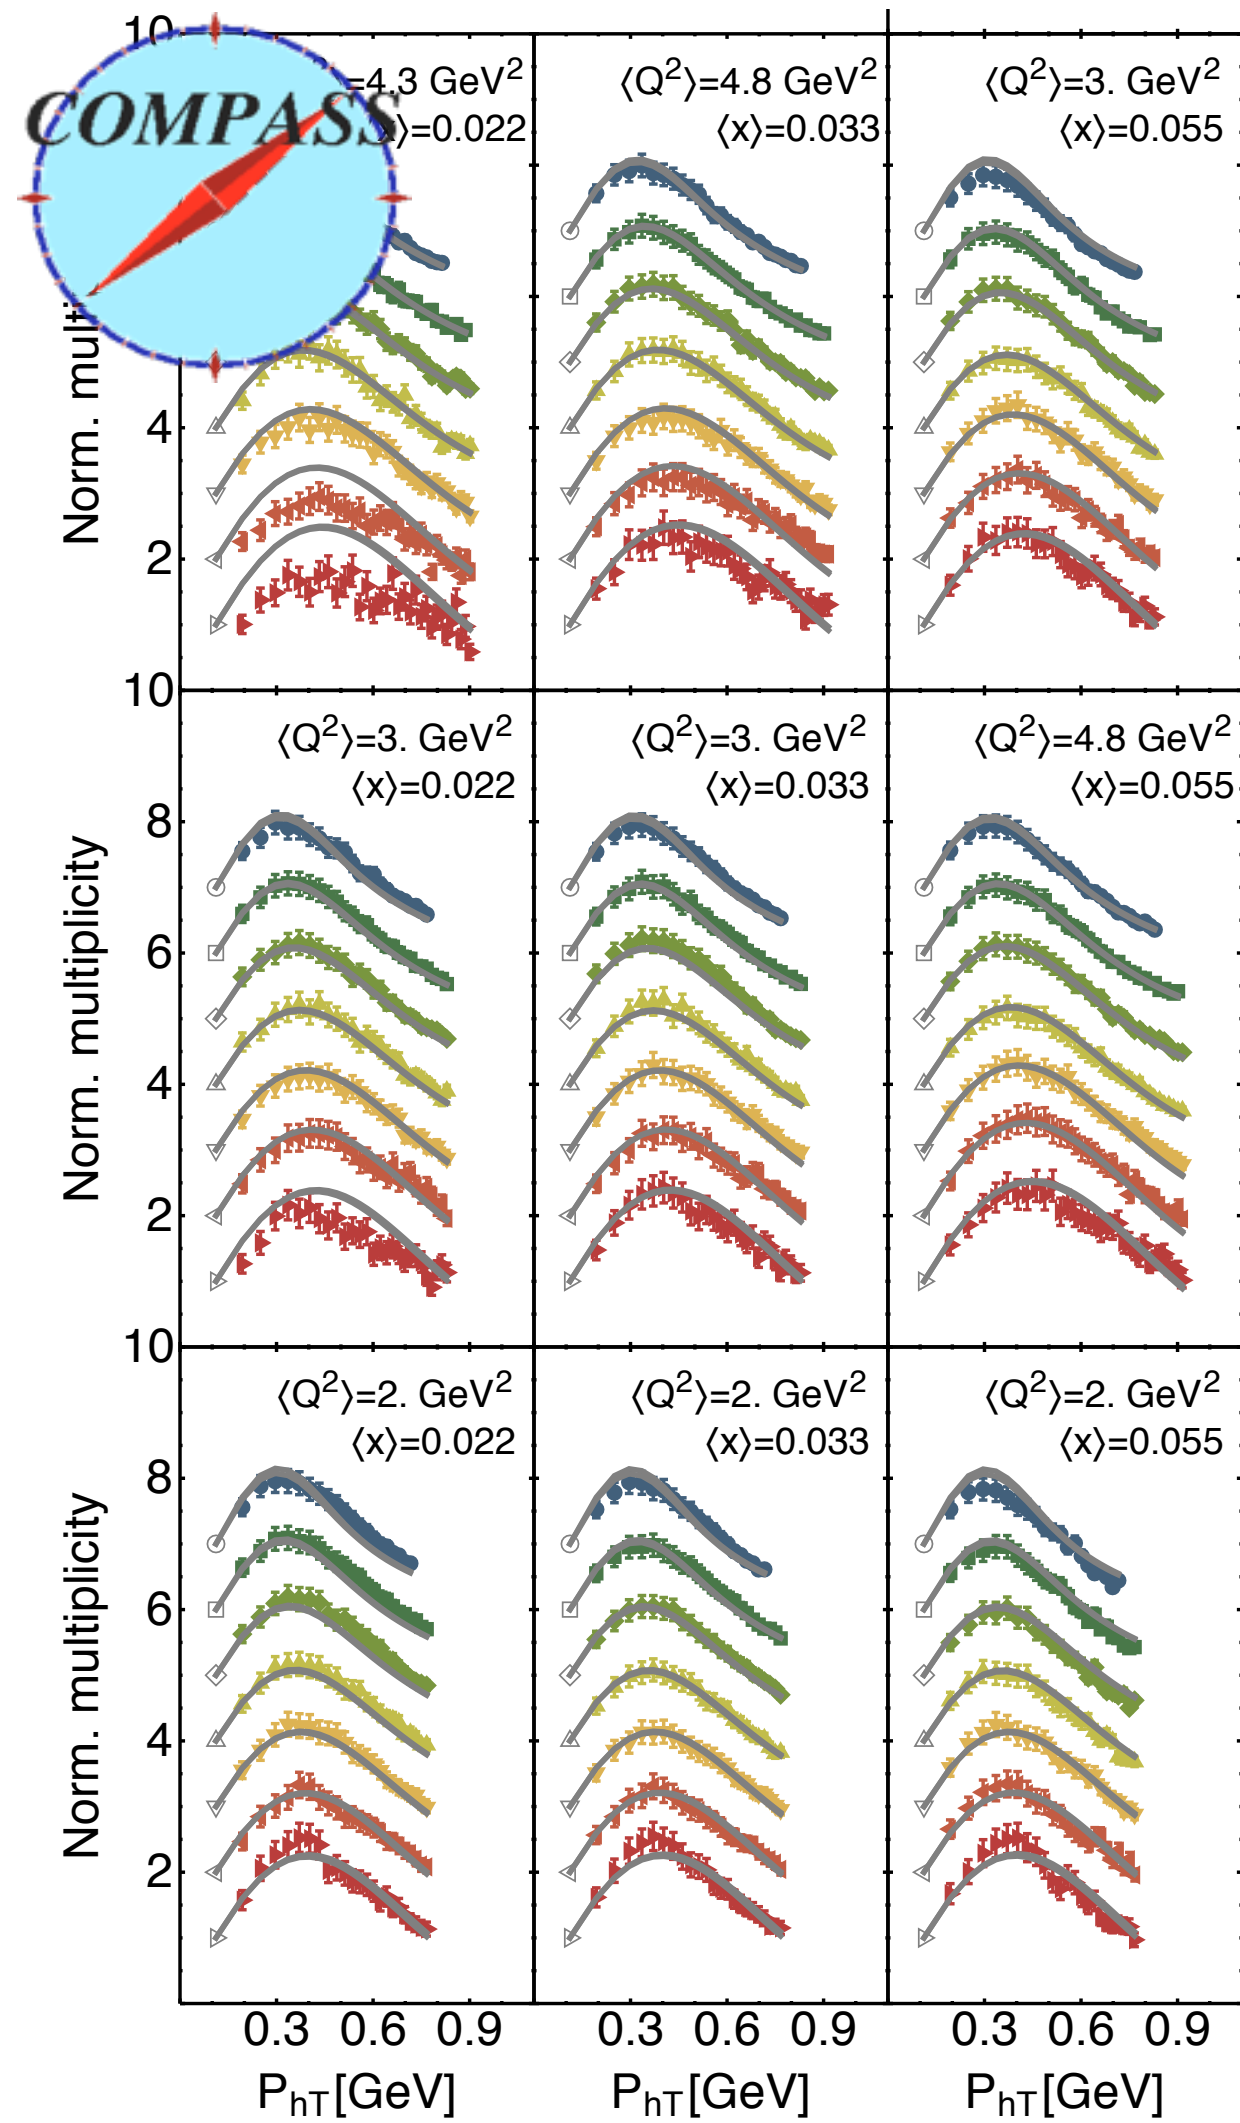 10
COMPASS
=4.3 GeV²
x⟩=0.022
⟨Q²⟩=4.8 GeV²
⟨x⟩=0.033
⟨Q²⟩=3. GeV²
⟨x⟩=0.055
Norm. multi
4
2
10
⟨Q²⟩=3. GeV²
⟨x⟩=0.022
⟨Q²⟩=3. GeV²
⟨x⟩=0.033
⟨Q²⟩=4.8 GeV²
⟨x⟩=0.055
Norm. multiplicity
8
6
4
2
10
⟨Q²⟩=2. GeV²
⟨x⟩=0.022
⟨Q²⟩=2. GeV²
⟨x⟩=0.033
⟨Q²⟩=2. GeV²
⟨x⟩=0.055
Norm. multiplicity
8
6
4
2
0.3 0.6 0.9 0.3 0.6 0.9 0.3 0.6 0.9
P_hT[GeV] P_hT[GeV] P_hT[GeV]